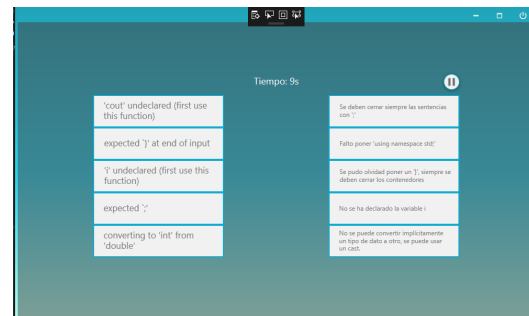 Tiempo: 9s
'cout' undeclared (first use
this function)
expected `}' at end of input
'i' undeclared (first use this
function)
expected `;'
converting to 'int' from
'double'
Se deben cerrar siempre las sentencias
con ';'
Falto poner 'using namespace std;'
Se pudo olvidad poner un '}', siempre se
deben cerrar los contenedores
No se ha declarado la variable i
No se puede convertir implicitamente
un tipo de dato a otro, se puede usar
un cast.